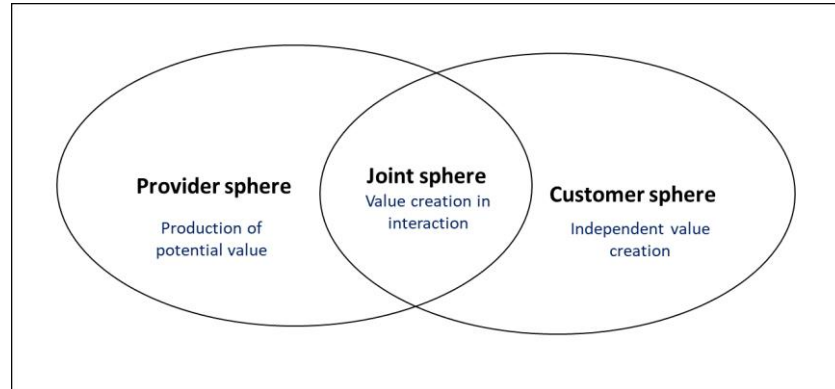 Provider sphere
Production of
potential value
Joint sphere
Value creation in
interaction
Customer sphere
Independent value
creation